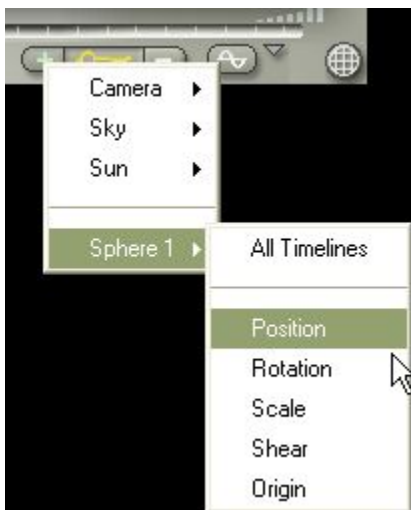 Camera
Sky
Sun
Sphere 1
All Timelines
Position
Rotation
Scale
Shear
Origin